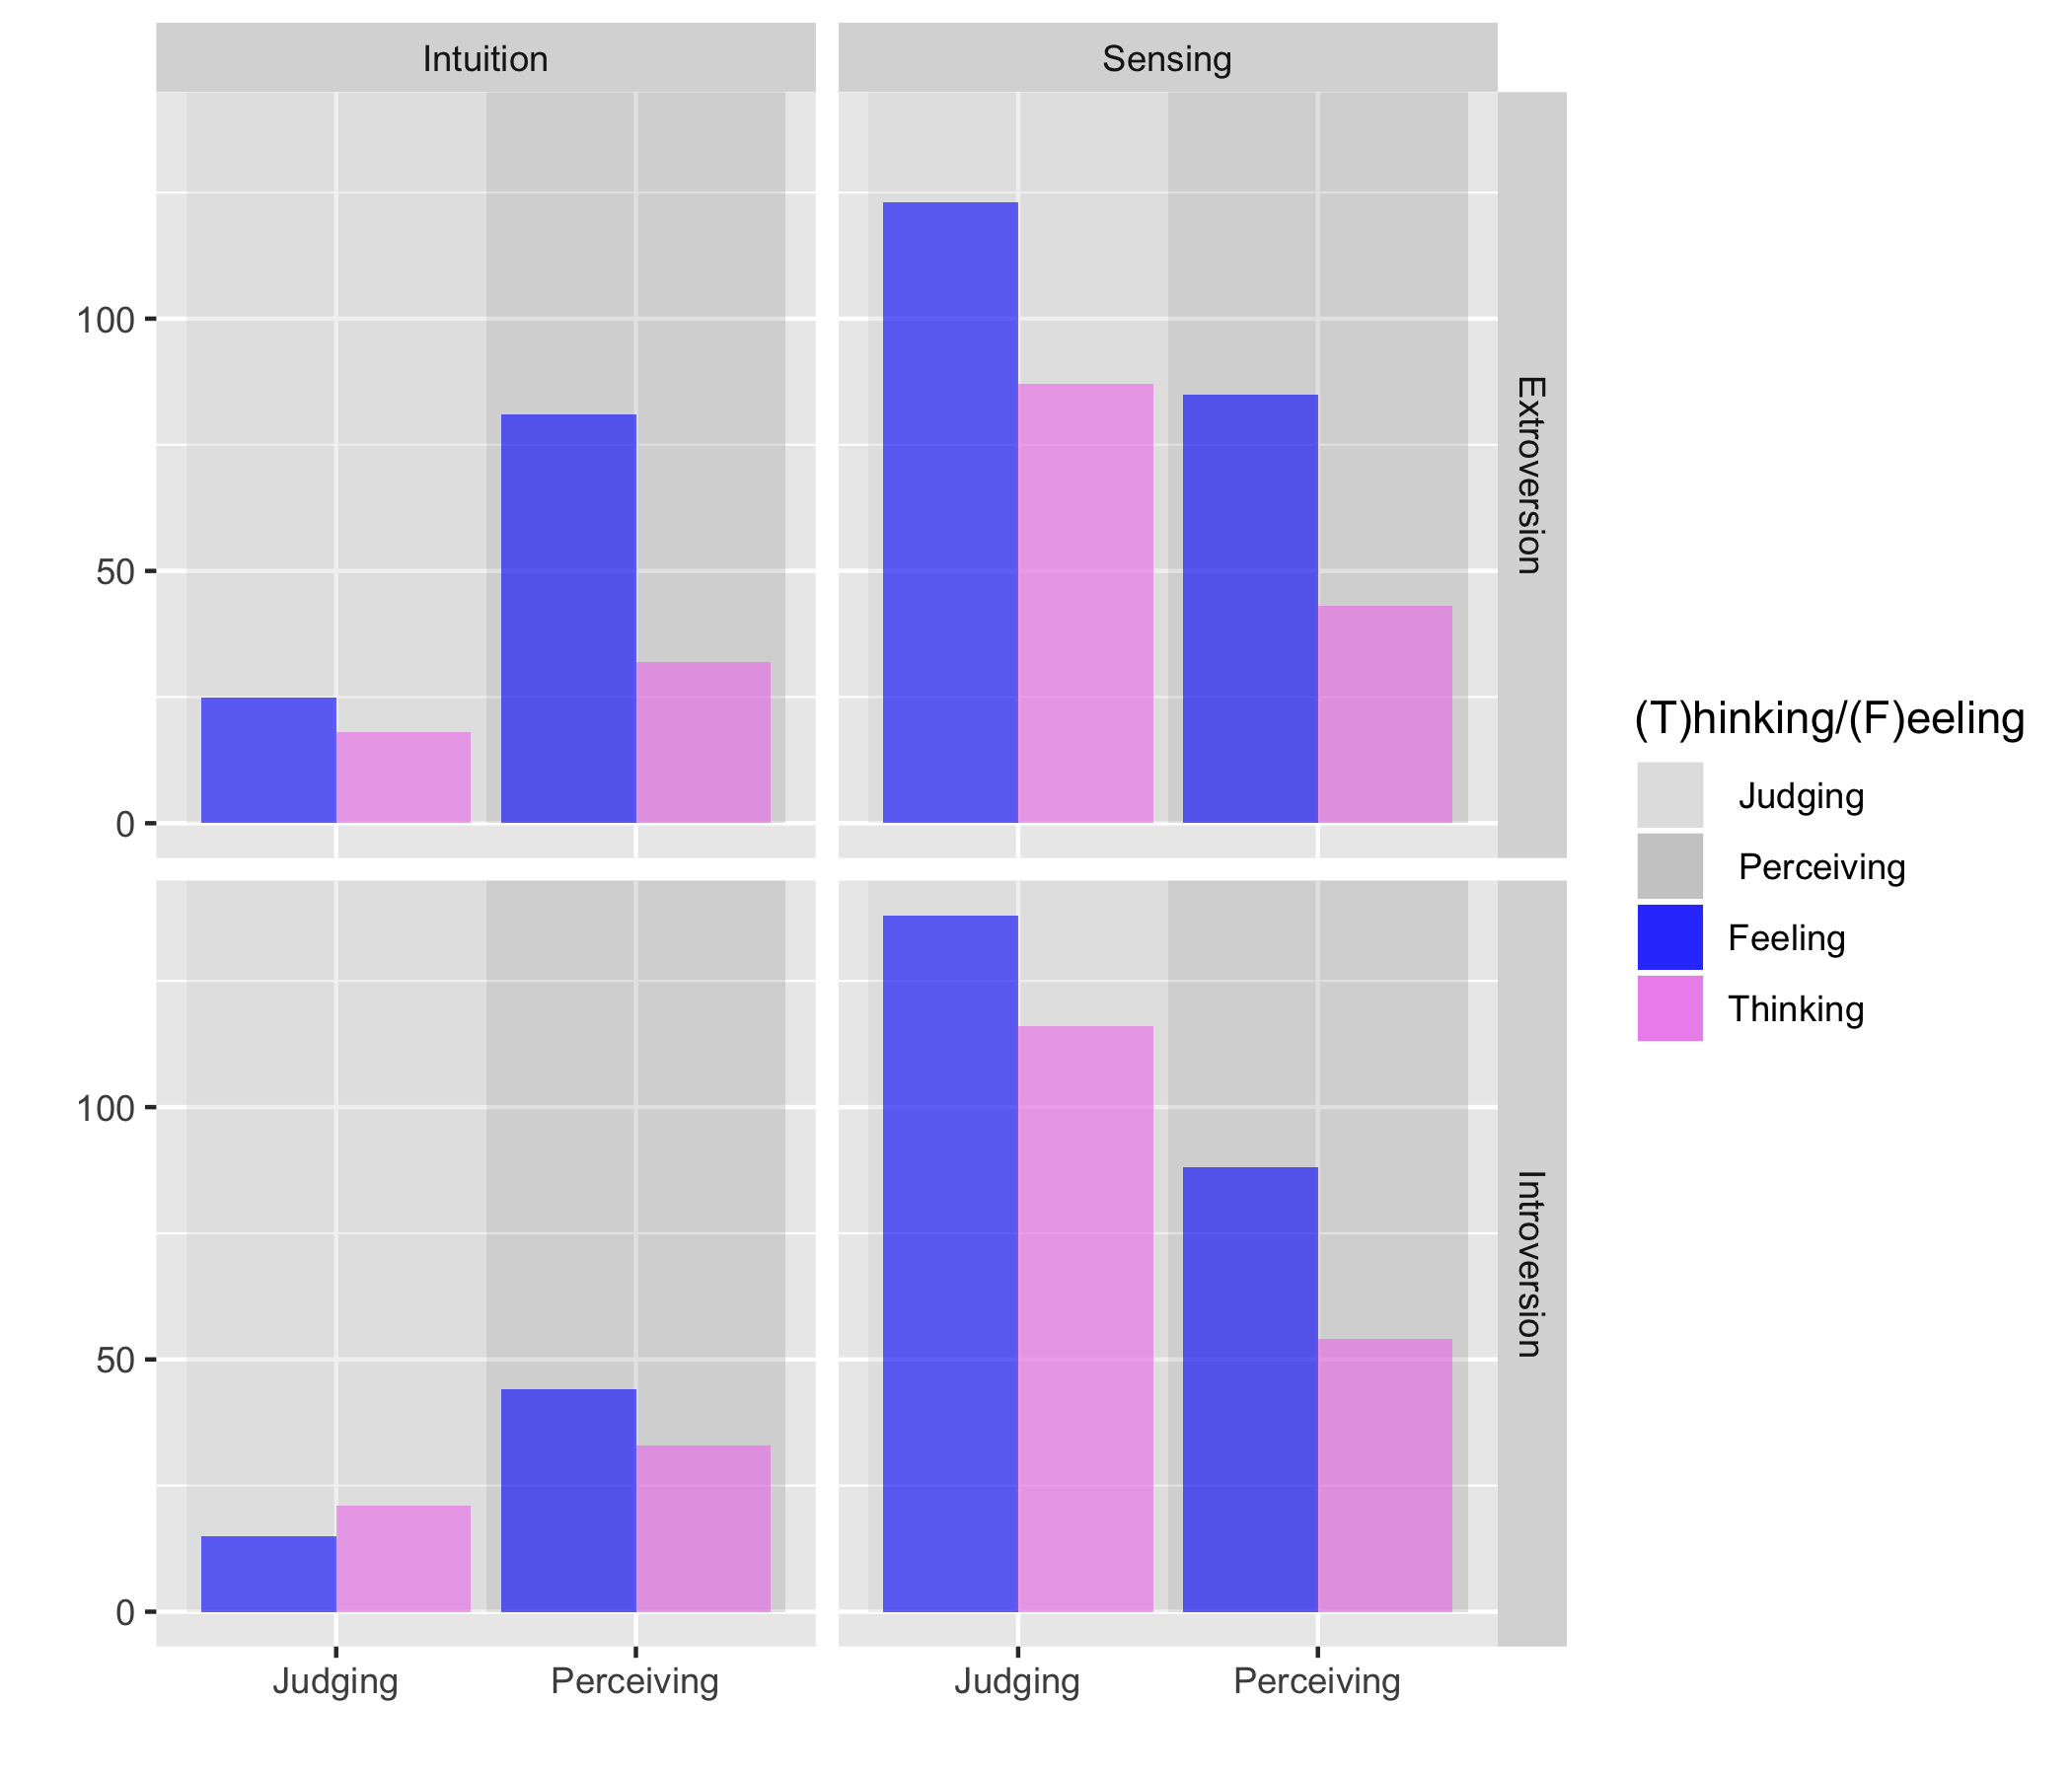 Intuition
Sensing
100
50
0
Extroversion
100
50
0
Introversion
Judging
Perceiving
Judging
Perceiving
(T)hinking/(F)eeling
Judging
Perceiving
Feeling
Thinking